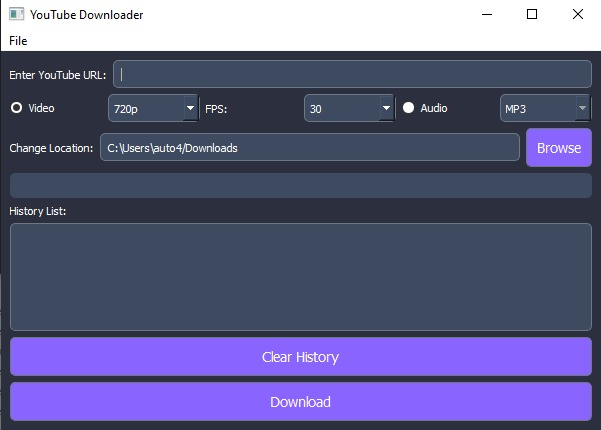 YouTube Downloader
File
Enter YouTube URL:
Video 720p FPS: 30 Audio MP3
Change Location: C:\Users\auto4/Downloads Browse
History List:
Clear History
Download